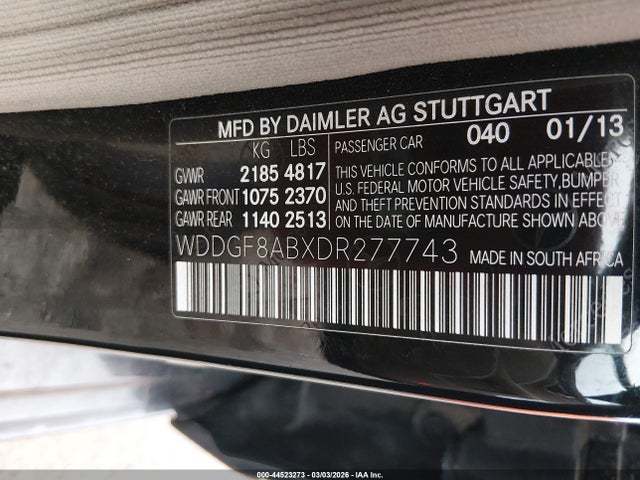 MFD BY DAIMLER AG STUTTGART
KG LBS
GVWR 2185 4817
GAWR FRONT 1075 2370
GAWR REAR 1140 2513
PASSENGER CAR 040 01/13
THIS VEHICLE CONFORMS TO ALL APPLICABLE
U.S. FEDERAL MOTOR VEHICLE SAFETY, BUMPER
AND THEFT PREVENTION STANDARDS IN EFFECT
ON THE DATE OF MANUFACTURE SHOWN ABOVE
WDDGF8ABXDR277743 MADE IN SOUTH AFRICA
000-44523273 - 03/03/2026 - IAA Inc.